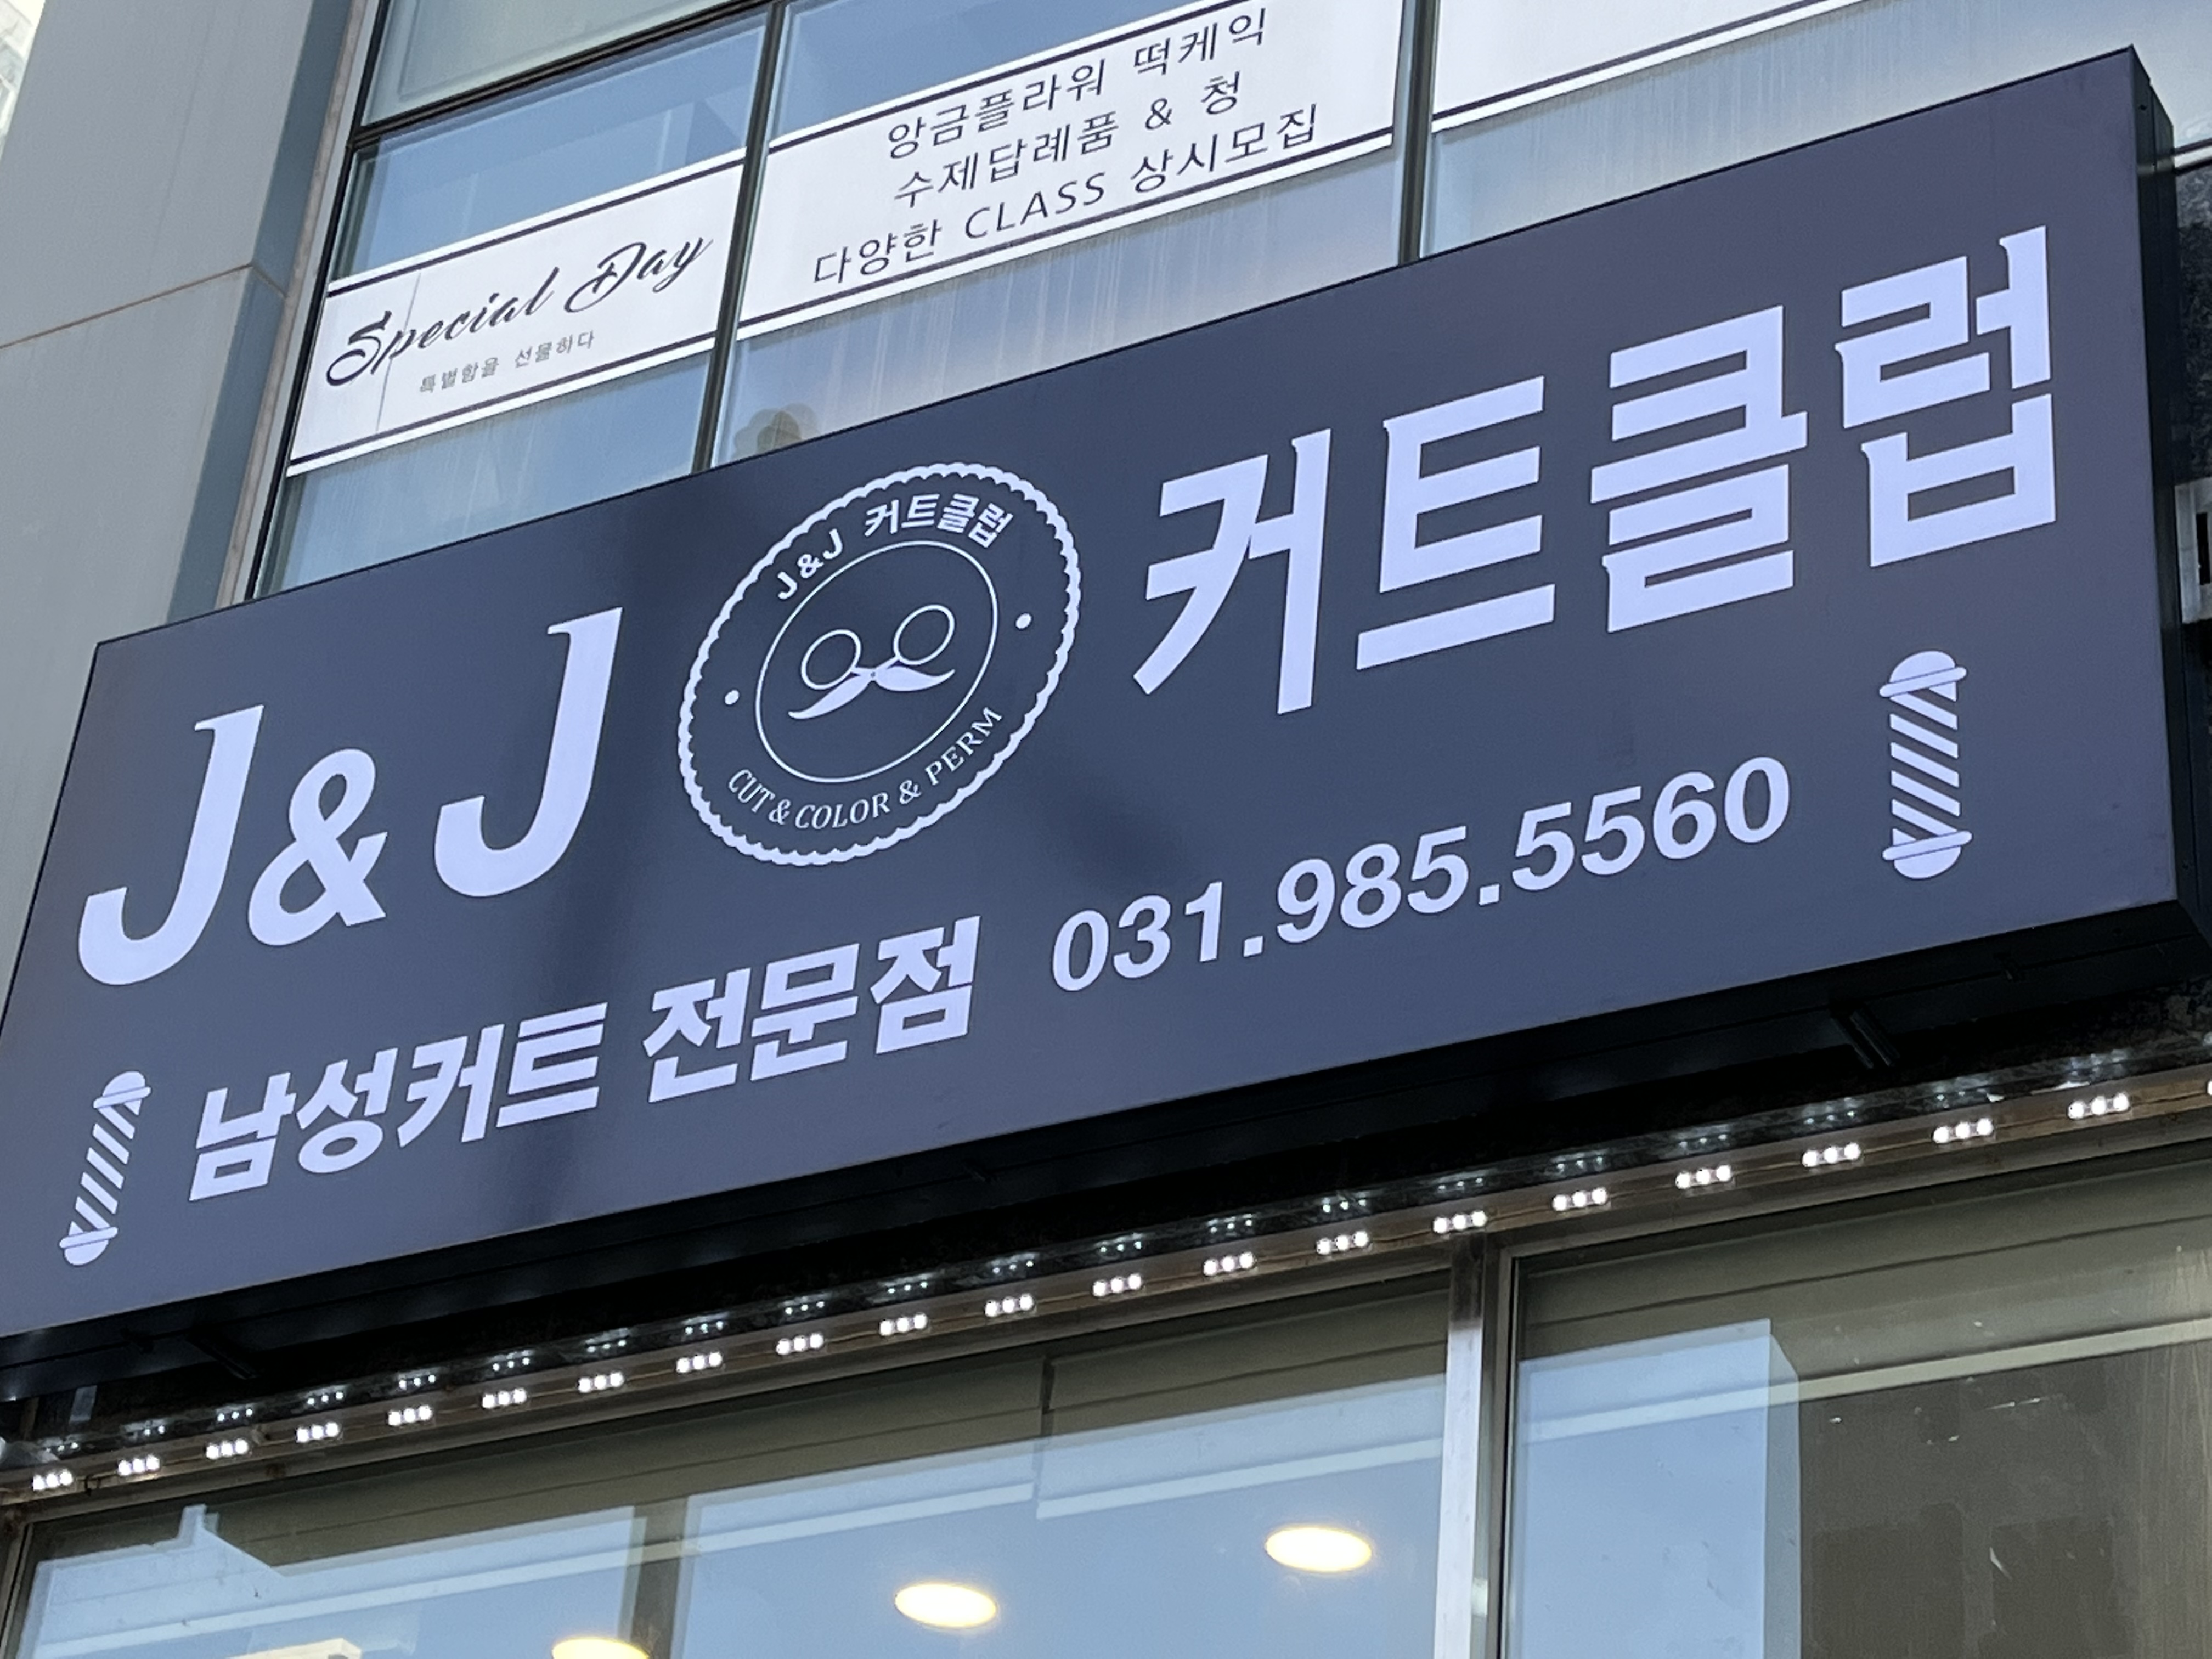 앙금플라워 떡케익
수제답례품 & 청
다양한 CLASS 상시모집
Special Day
특별함을 선물하다
J&J 커트클럽
J&J 커트클럽
CUT & COLOR & PERM
남성커트 전문점 031.985.5560